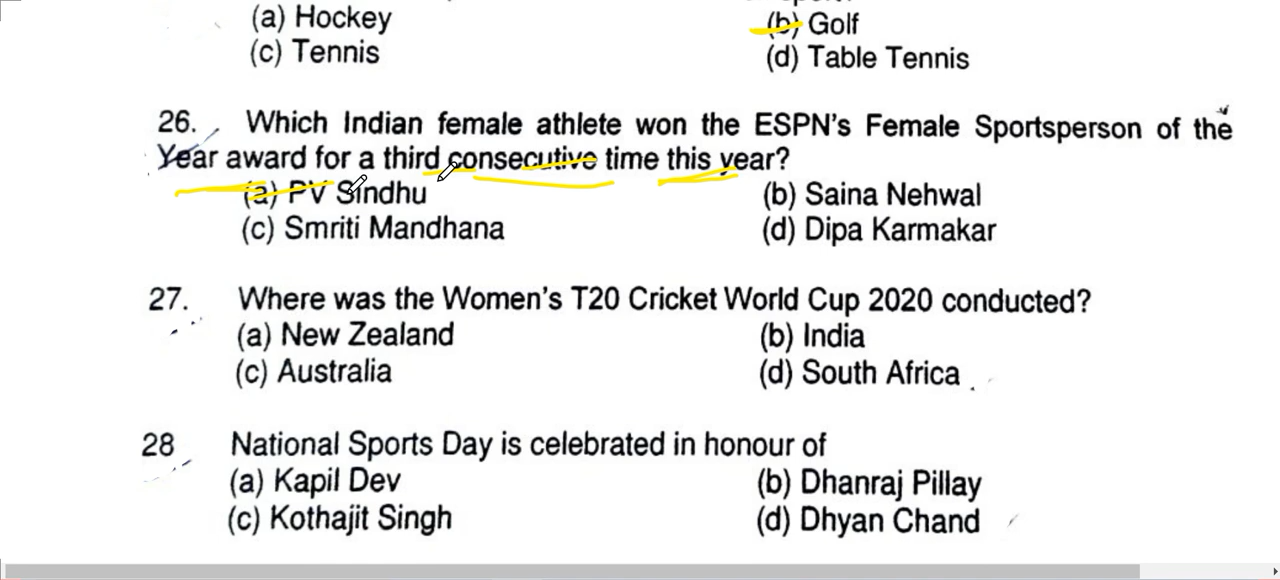 (a) Hockey (b) Golf
(c) Tennis (d) Table Tennis
26. Which Indian female athlete won the ESPN's Female Sportsperson of the
Year award for a third consecutive time this year?
(a) PV Sindhu (b) Saina Nehwal
(c) Smriti Mandhana (d) Dipa Karmakar
27. Where was the Women's T20 Cricket World Cup 2020 conducted?
(a) New Zealand (b) India
(c) Australia (d) South Africa
28 National Sports Day is celebrated in honour of
(a) Kapil Dev (b) Dhanraj Pillay
(c) Kothajit Singh (d) Dhyan Chand